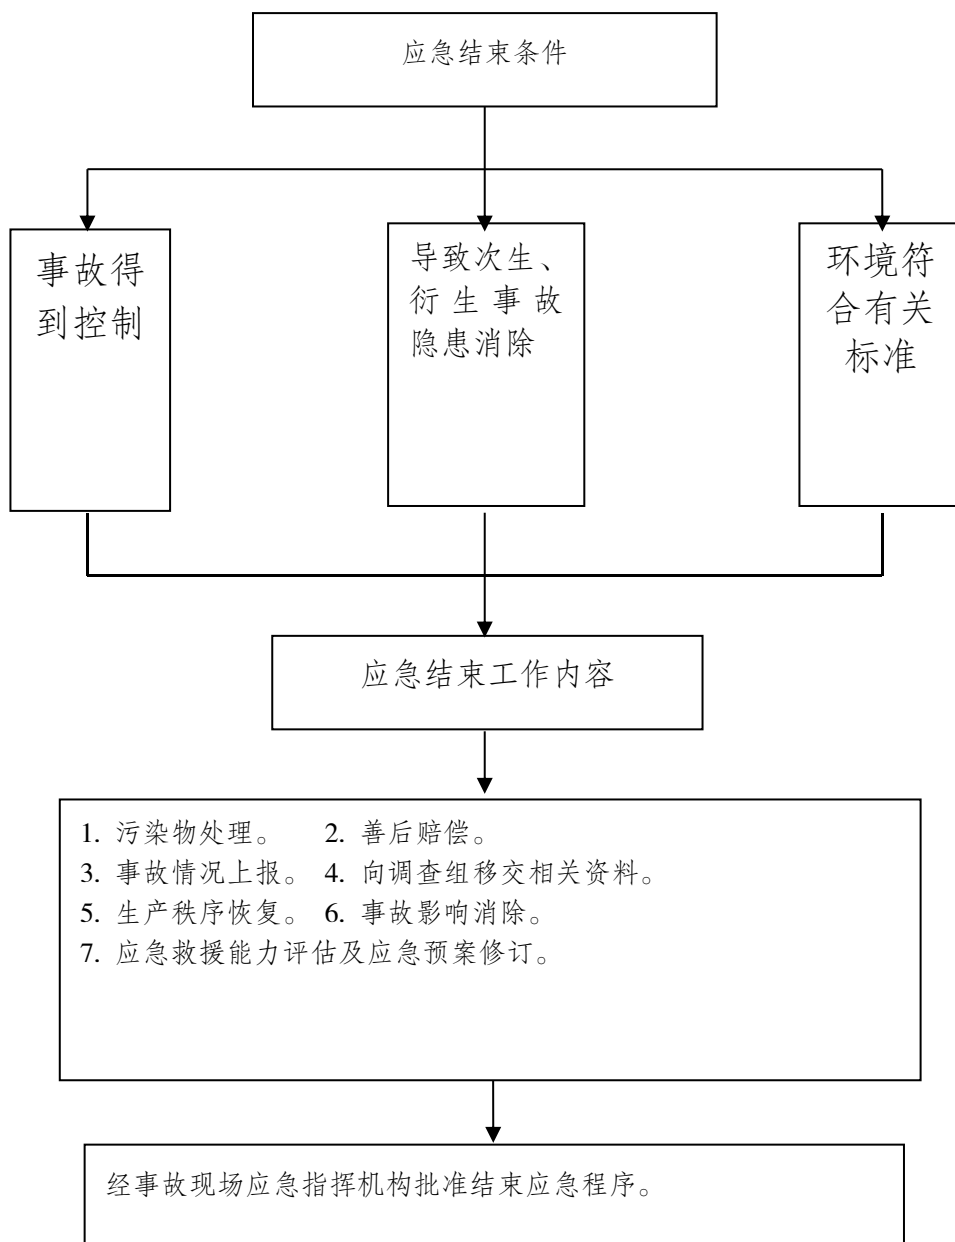 应急结束条件
事故得
到控制
导致次生、
衍生事故
隐患消除
环境符
合有关
标准
应急结束工作内容
1. 污染物处理。 2. 善后赔偿。
3. 事故情况上报。 4. 向调查组移交相关资料。
5. 生产秩序恢复。 6. 事故影响消除。
7. 应急救援能力评估及应急预案修订。
经事故现场应急指挥机构批准结束应急程序。